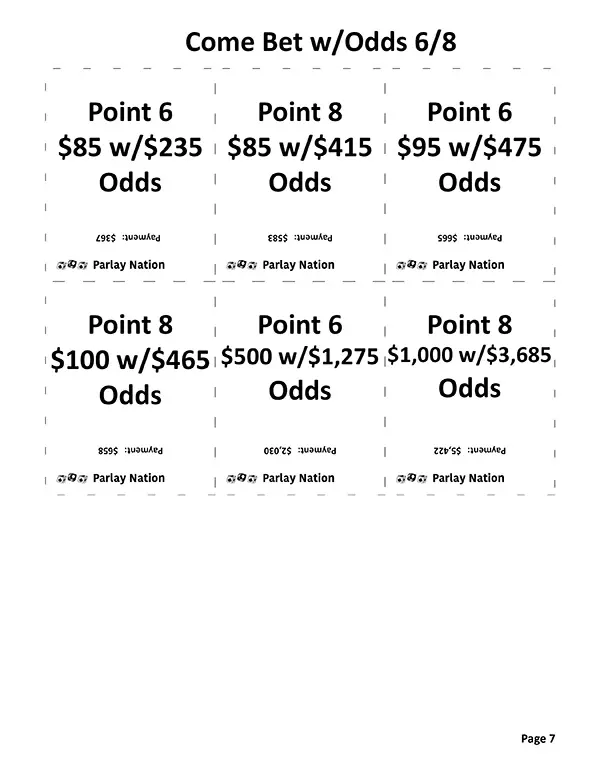 Come Bet w/Odds 6/8
Point 6
$85 w/$235
Odds
Payment: $367
Parlay Nation
Point 8
$85 w/$415
Odds
Payment: $583
Parlay Nation
Point 6
$95 w/$475
Odds
Payment: $665
Parlay Nation
Point 8
$100 w/$465
Odds
Payment: $658
Parlay Nation
Point 6
$500 w/$1,275
Odds
Payment: $2,030
Parlay Nation
Point 8
$1,000 w/$3,685
Odds
Payment: $5,422
Parlay Nation
Page 7